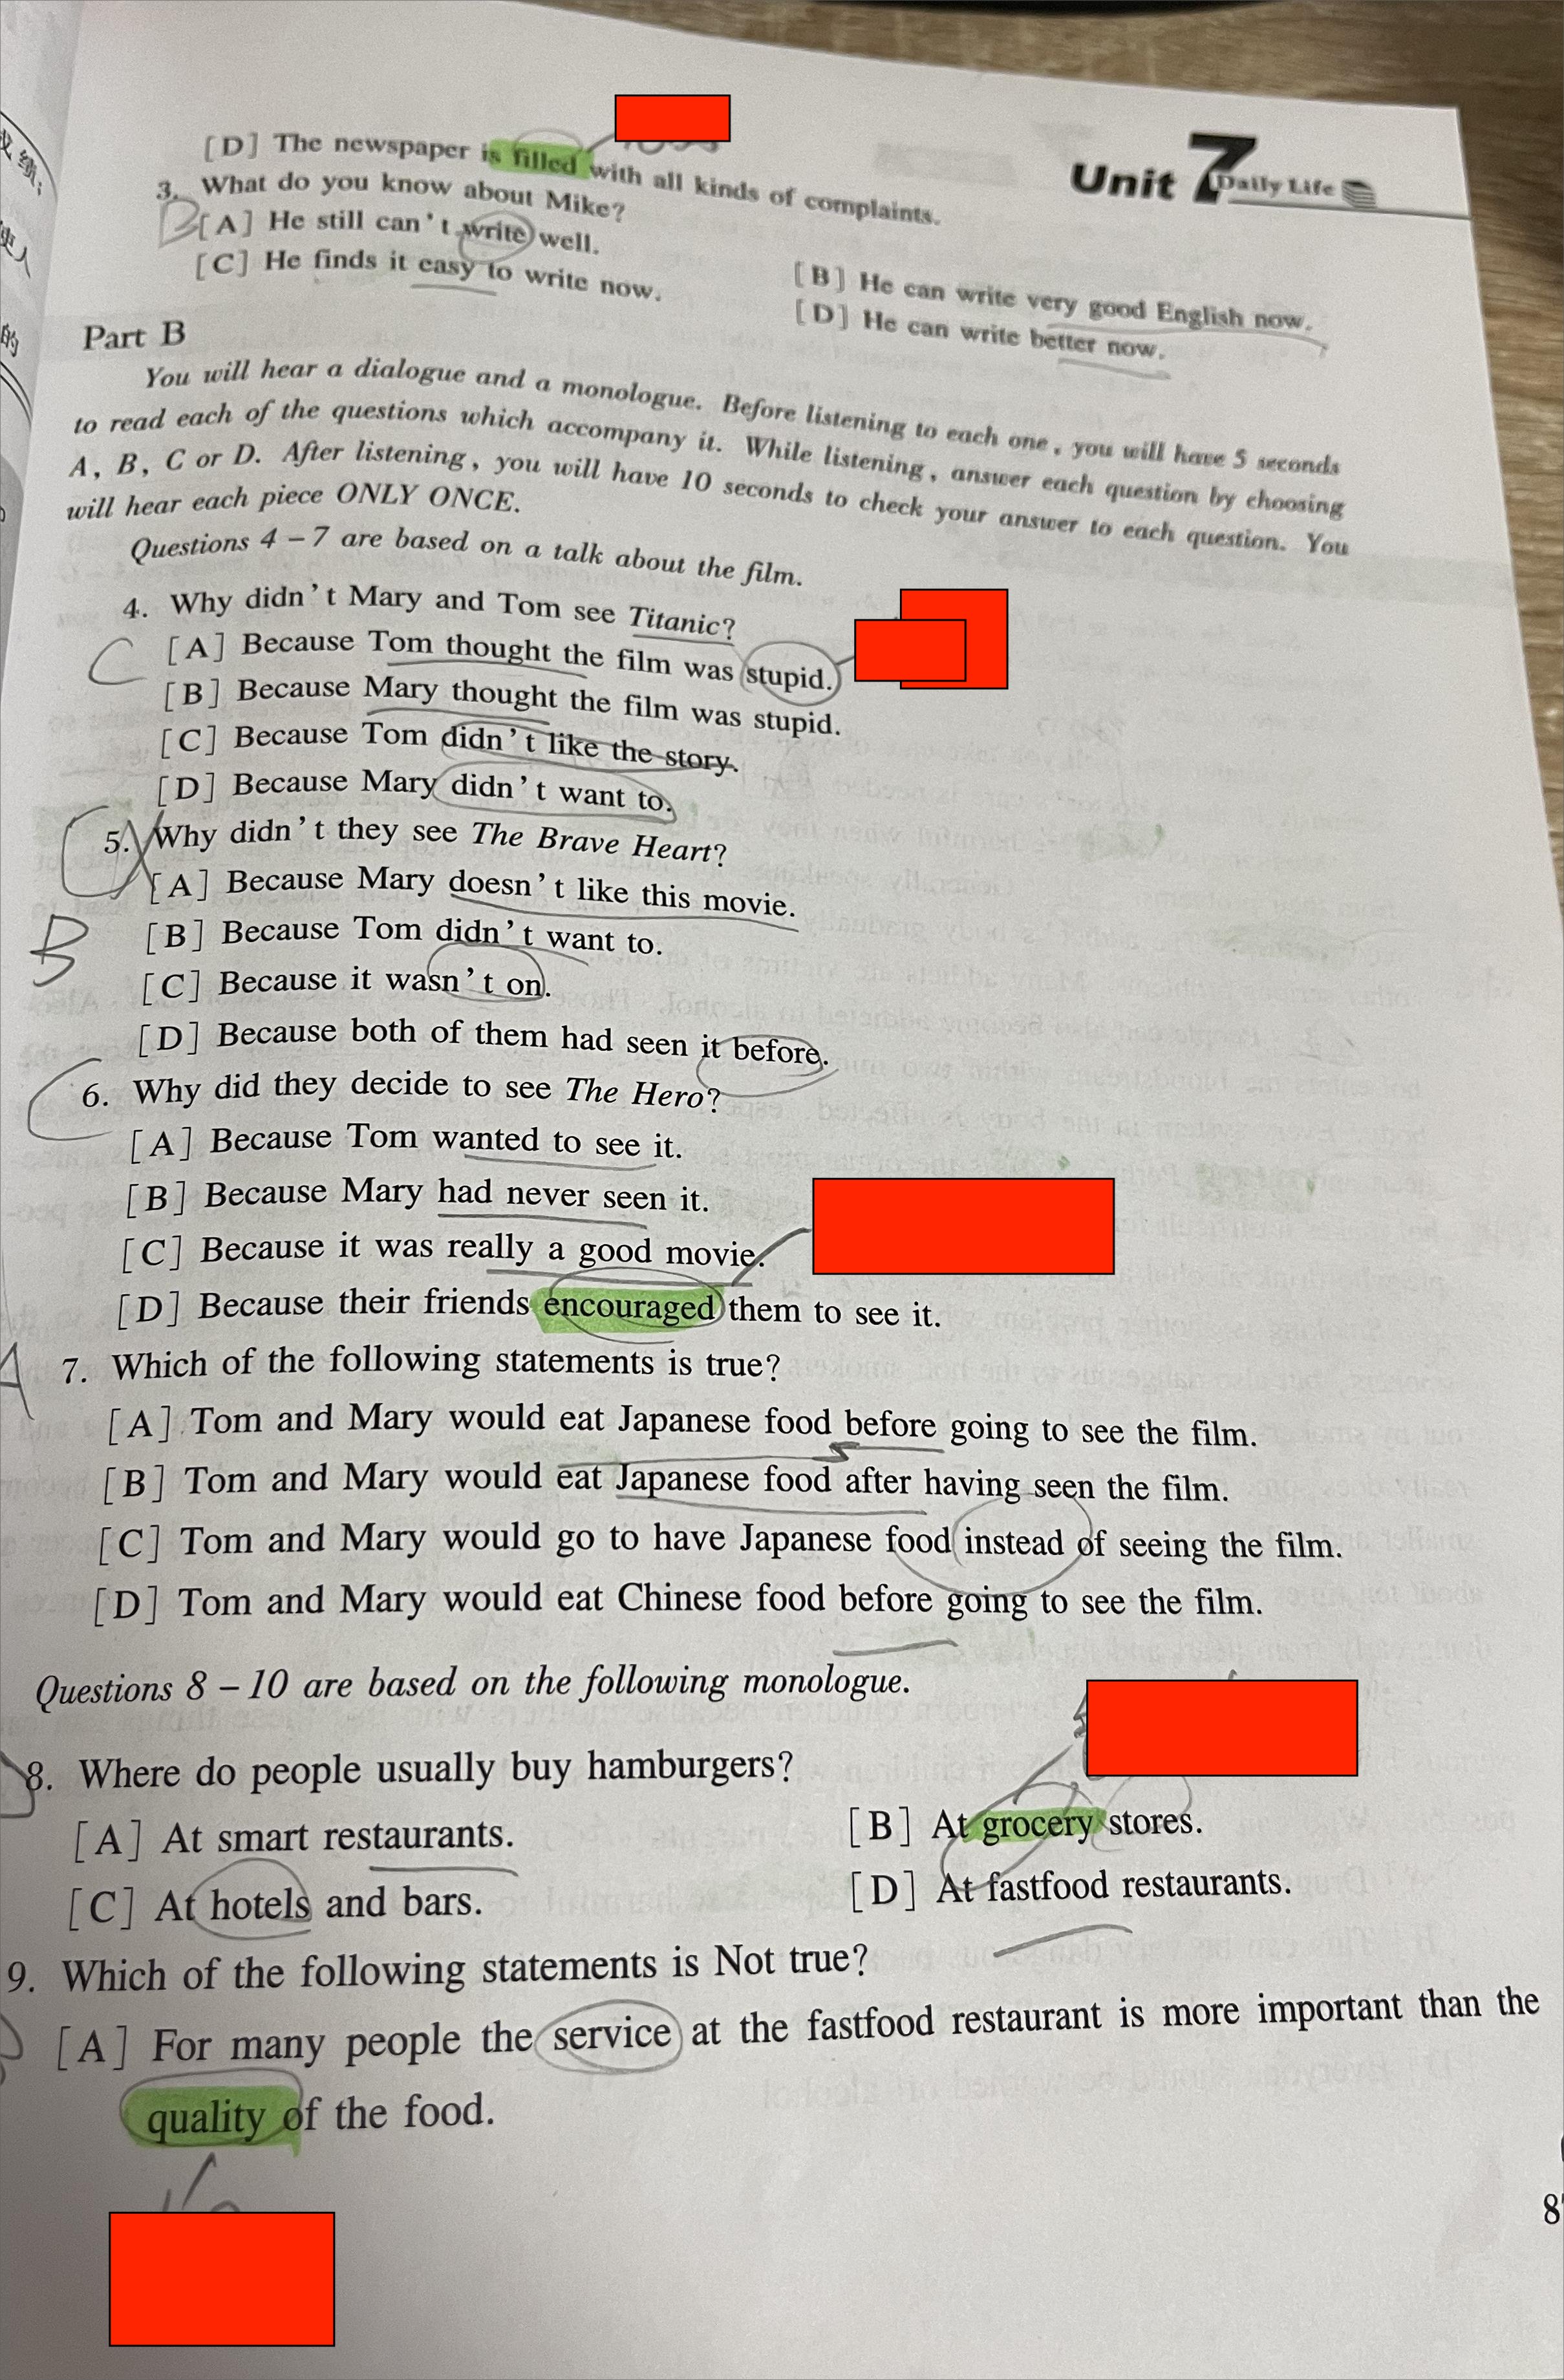 Unit 7 Daily Life
[D] The newspaper is filled with all kinds of complaints.
3. What do you know about Mike?
[A] He still can't write well.
[B] He can write very good English now.
[C] He finds it easy to write now.
[D] He can write better now.
Part B
You will hear a dialogue and a monologue. Before listening to each one, you will have 5 seconds
to read each of the questions which accompany it. While listening, answer each question by choosing
A, B, C or D. After listening, you will have 10 seconds to check your answer to each question. You
will hear each piece ONLY ONCE.
Questions 4 – 7 are based on a talk about the film.
4. Why didn't Mary and Tom see Titanic?
C
[A] Because Tom thought the film was stupid.
[B] Because Mary thought the film was stupid.
[C] Because Tom didn't like the story.
[D] Because Mary didn't want to.
5. Why didn't they see The Brave Heart?
[A] Because Mary doesn't like this movie.
B
[B] Because Tom didn't want to.
[C] Because it wasn't on.
[D] Because both of them had seen it before.
6. Why did they decide to see The Hero?
[A] Because Tom wanted to see it.
[B] Because Mary had never seen it.
[C] Because it was really a good movie.
[D] Because their friends encouraged them to see it.
A
7. Which of the following statements is true?
[A] Tom and Mary would eat Japanese food before going to see the film.
[B] Tom and Mary would eat Japanese food after having seen the film.
[C] Tom and Mary would go to have Japanese food instead of seeing the film.
[D] Tom and Mary would eat Chinese food before going to see the film.
Questions 8 – 10 are based on the following monologue.
8. Where do people usually buy hamburgers?
[A] At smart restaurants.
[B] At grocery stores.
[C] At hotels and bars.
[D] At fastfood restaurants.
9. Which of the following statements is Not true?
[A] For many people the service at the fastfood restaurant is more important than the
quality of the food.